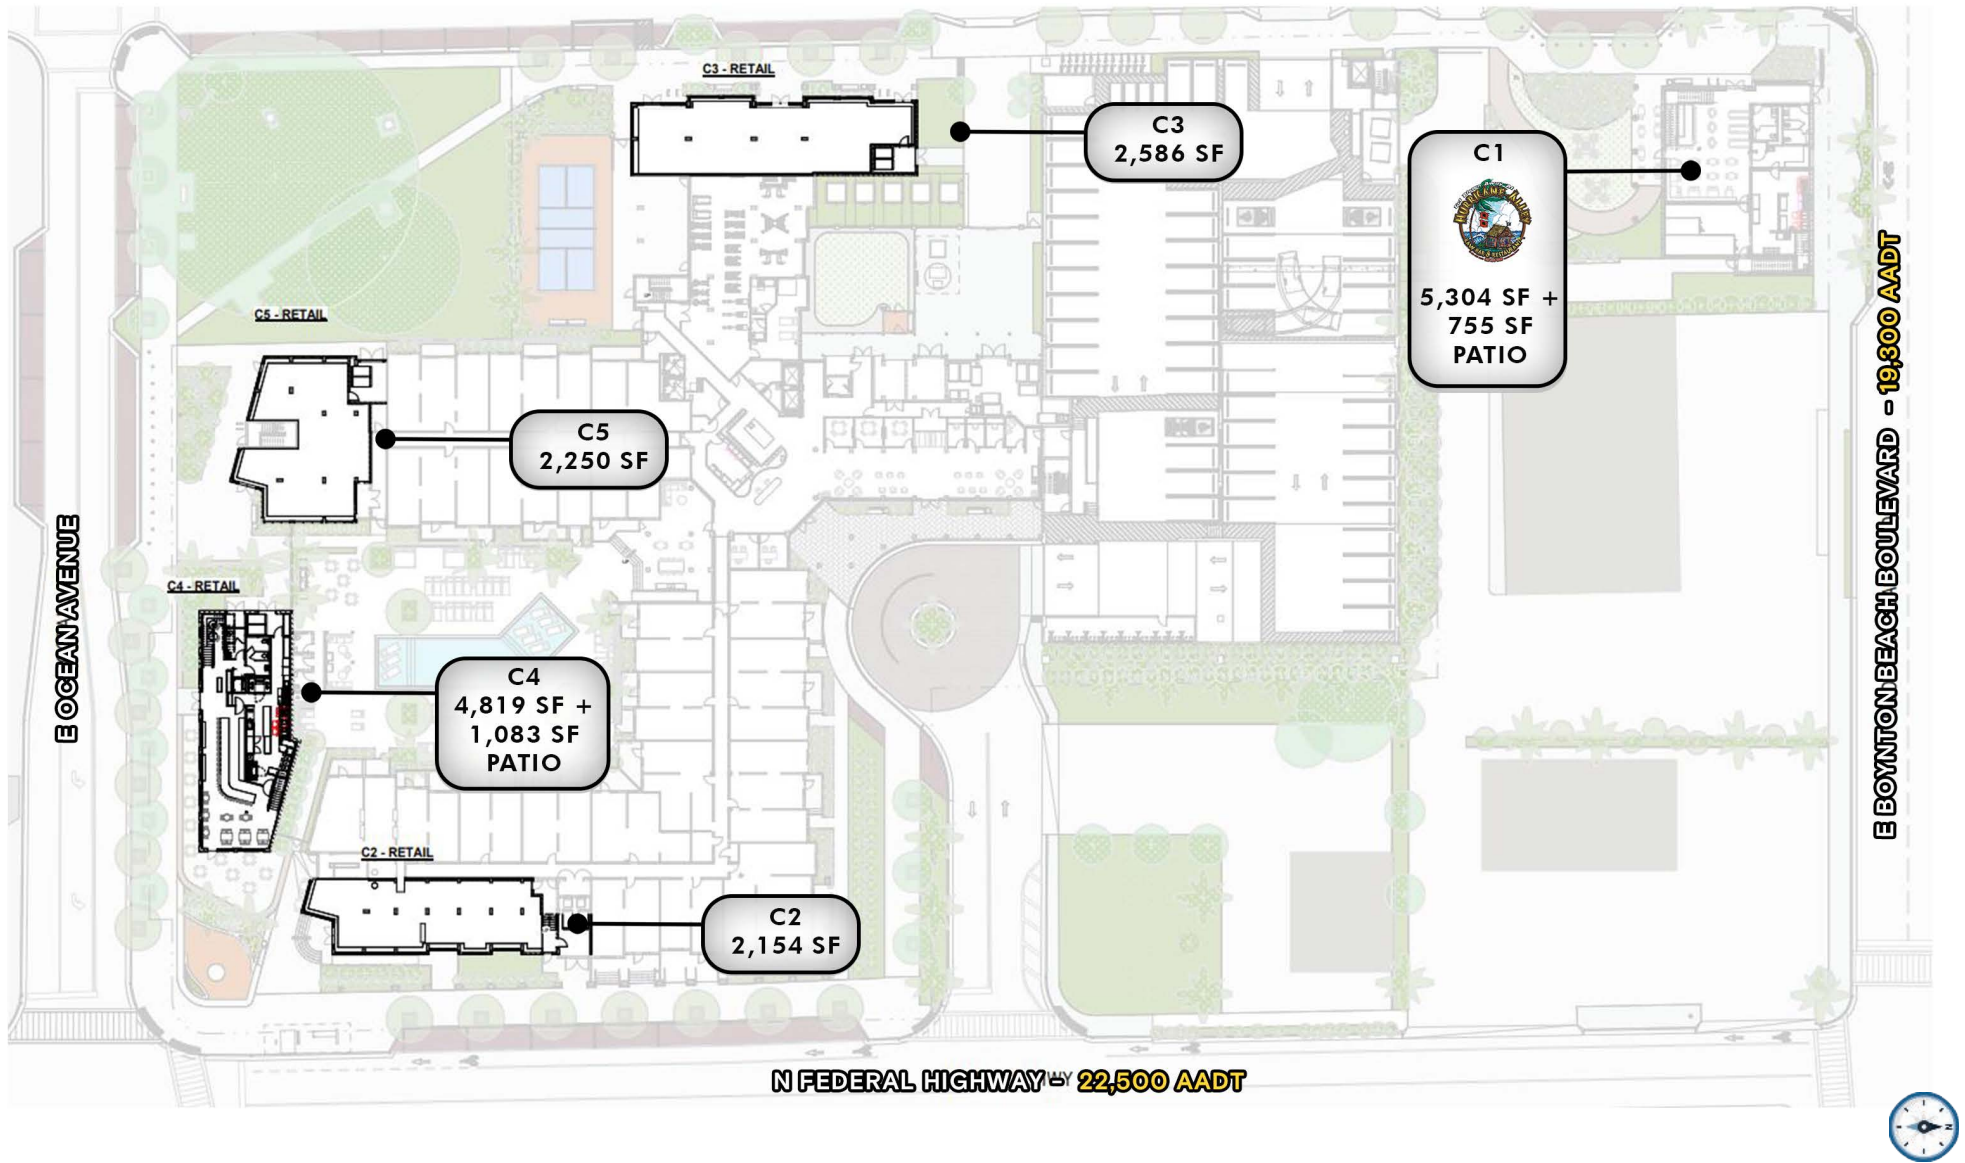 C3 - RETAIL
C3
2,586 SF
C1
HURRICANE ALLEY
5,304 SF +
755 SF
PATIO
C5 - RETAIL
C5
2,250 SF
C4 - RETAIL
C4
4,819 SF +
1,083 SF
PATIO
C2 - RETAIL
C2
2,154 SF
E OCEAN AVENUE
E BOYNTON BEACH BOULEVARD - 19,300 AADT
N FEDERAL HIGHWAY - 22,500 AADT
N